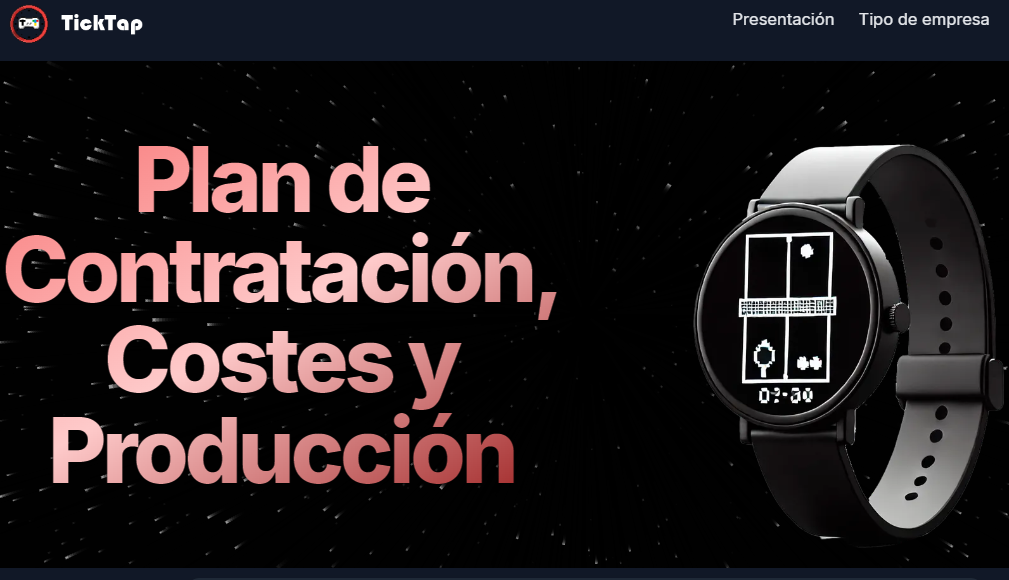 TickTap
Presentación
Tipo de empresa
Plan de
Contratación,
Costes y
Producción